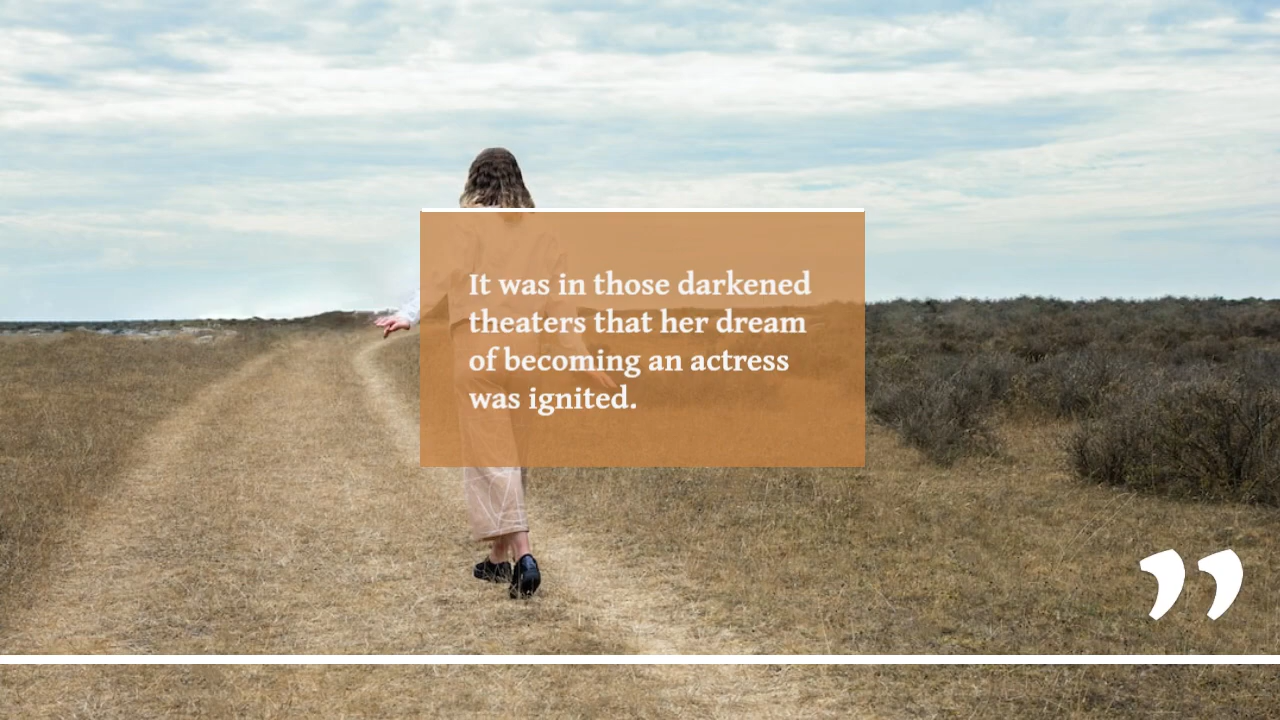 It was in those darkened
theaters that her dream
of becoming an actress
was ignited.
”